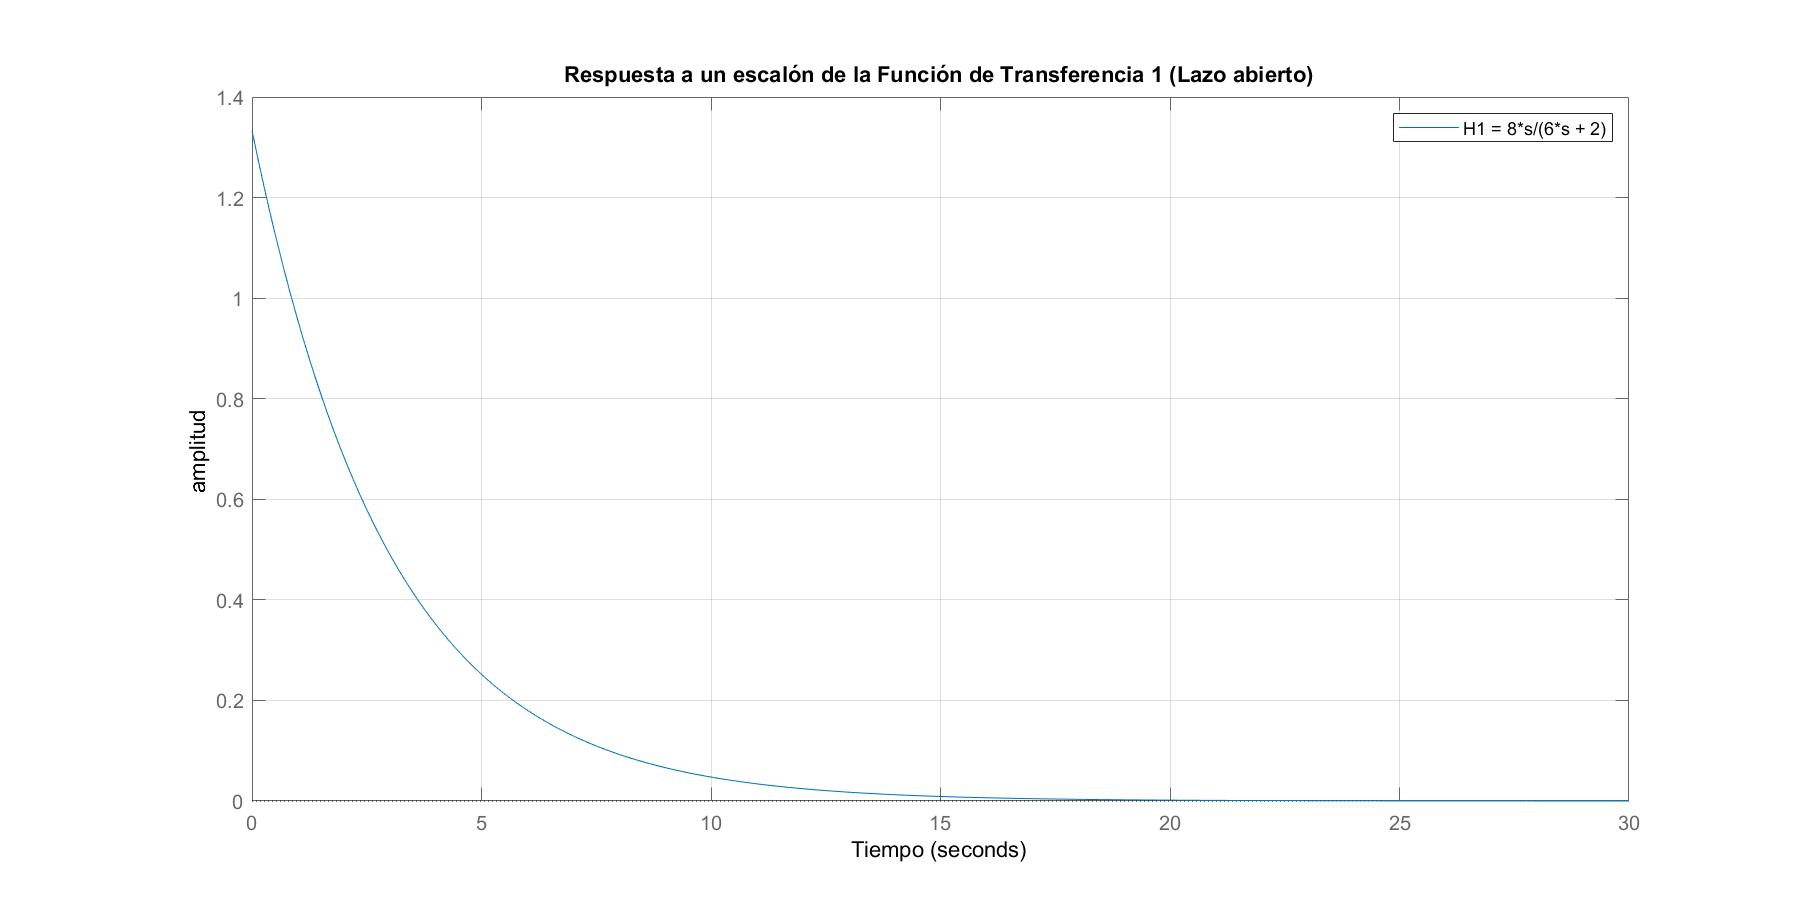 Respuesta a un escalón de la Función de Transferencia 1 (Lazo abierto)
H1 = 8*s/(6*s + 2)
1.4
1.2
1
0.8
0.6
0.4
0.2
0
amplitud
0 5 10 15 20 25 30
Tiempo (seconds)